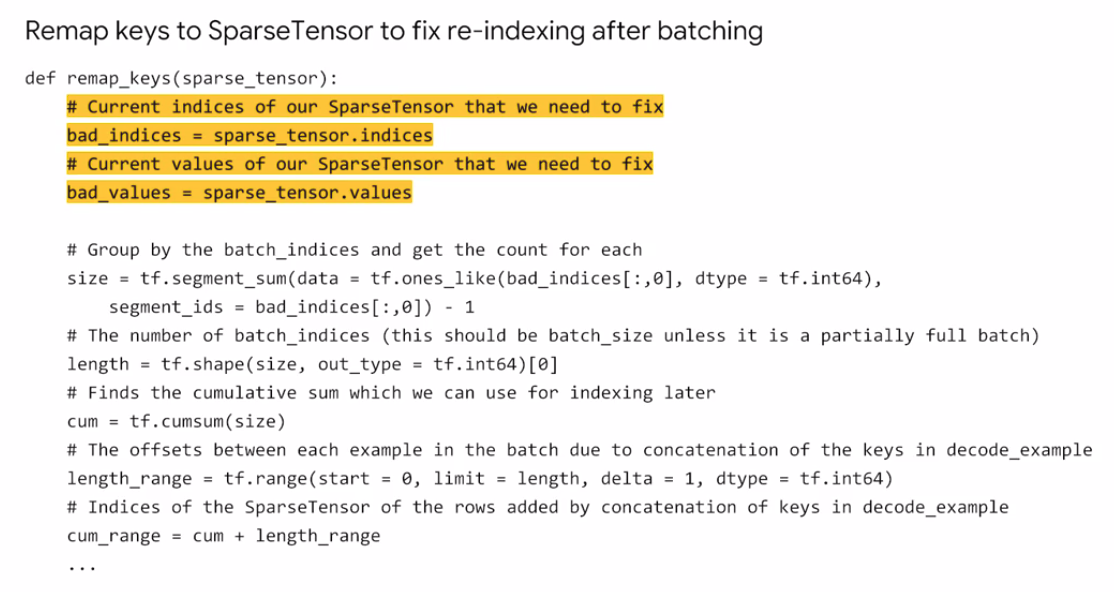 Remap keys to SparseTensor to fix re-indexing after batching
def remap_keys(sparse_tensor):
    # Current indices of our SparseTensor that we need to fix
    bad_indices = sparse_tensor.indices
    # Current values of our SparseTensor that we need to fix
    bad_values = sparse_tensor.values

    # Group by the batch_indices and get the count for each
    size = tf.segment_sum(data = tf.ones_like(bad_indices[:,0], dtype = tf.int64),
        segment_ids = bad_indices[:,0]) - 1
    # The number of batch_indices (this should be batch_size unless it is a partially full batch)
    length = tf.shape(size, out_type = tf.int64)[0]
    # Finds the cumulative sum which we can use for indexing later
    cum = tf.cumsum(size)
    # The offsets between each example in the batch due to concatenation of the keys in decode_example
    length_range = tf.range(start = 0, limit = length, delta = 1, dtype = tf.int64)
    # Indices of the SparseTensor of the rows added by concatenation of keys in decode_example
    cum_range = cum + length_range
    ...